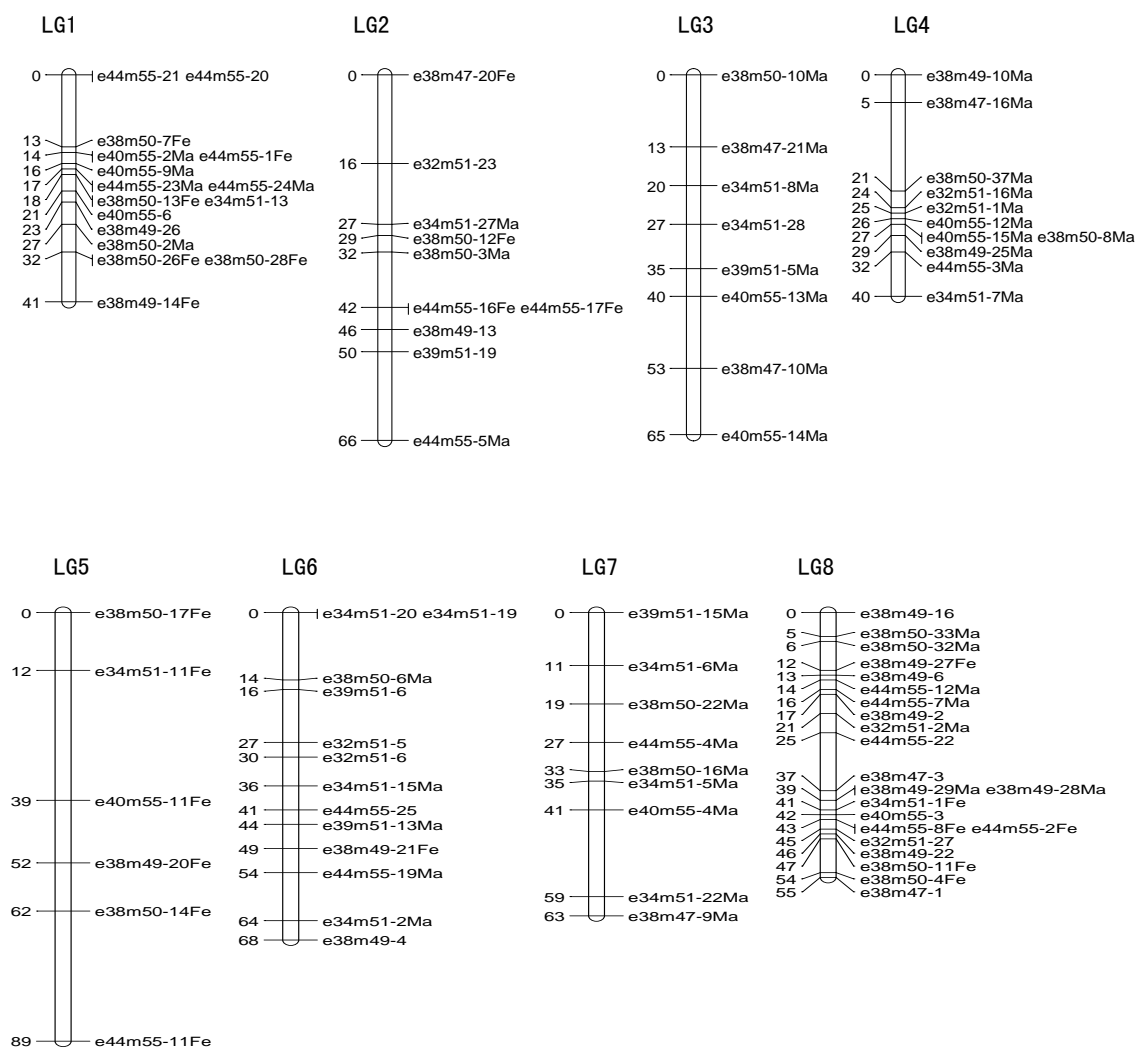 LG1
0 e44m55-21 e44m55-20
13 e38m50-7Fe
14 e40m55-2Ma e44m55-1Fe
16 e40m55-9Ma
17 e44m55-23Ma e44m55-24Ma
18 e38m50-13Fe e34m51-13
21 e40m55-6
23 e38m49-26
27 e38m50-2Ma
32 e38m50-26Fe e38m50-28Fe
41 e38m49-14Fe
LG2
0 e38m47-20Fe
16 e32m51-23
27 e34m51-27Ma
29 e38m50-12Fe
32 e38m50-3Ma
42 e44m55-16Fe e44m55-17Fe
46 e38m49-13
50 e39m51-19
66 e44m55-5Ma
LG3
0 e38m50-10Ma
13 e38m47-21Ma
20 e34m51-8Ma
27 e34m51-28
35 e39m51-5Ma
40 e40m55-13Ma
53 e38m47-10Ma
65 e40m55-14Ma
LG4
0 e38m49-10Ma
5 e38m47-16Ma
21 e38m50-37Ma
24 e32m51-16Ma
25 e32m51-1Ma
26 e40m55-12Ma
27 e40m55-15Ma e38m50-8Ma
29 e38m49-25Ma
32 e44m55-3Ma
40 e34m51-7Ma
LG5
0 e38m50-17Fe
12 e34m51-11Fe
39 e40m55-11Fe
52 e38m49-20Fe
62 e38m50-14Fe
89 e44m55-11Fe
LG6
0 e34m51-20 e34m51-19
14 e38m50-6Ma
16 e39m51-6
27 e32m51-5
30 e32m51-6
36 e34m51-15Ma
41 e44m55-25
44 e39m51-13Ma
49 e38m49-21Fe
54 e44m55-19Ma
64 e34m51-2Ma
68 e38m49-4
LG7
0 e39m51-15Ma
11 e34m51-6Ma
19 e38m50-22Ma
27 e44m55-4Ma
33 e38m50-16Ma
35 e34m51-5Ma
41 e40m55-4Ma
59 e34m51-22Ma
63 e38m47-9Ma
LG8
0 e38m49-16
5 e38m50-33Ma
6 e38m50-32Ma
12 e38m49-27Fe
13 e38m49-6
14 e44m55-12Ma
16 e44m55-7Ma
17 e38m49-2
21 e32m51-2Ma
25 e44m55-22
37 e38m47-3
39 e38m49-29Ma e38m49-28Ma
41 e34m51-1Fe
42 e40m55-3
43 e44m55-8Fe e44m55-2Fe
45 e32m51-27
46 e38m49-22
47 e38m50-11Fe
54 e38m50-4Fe
55 e38m47-1